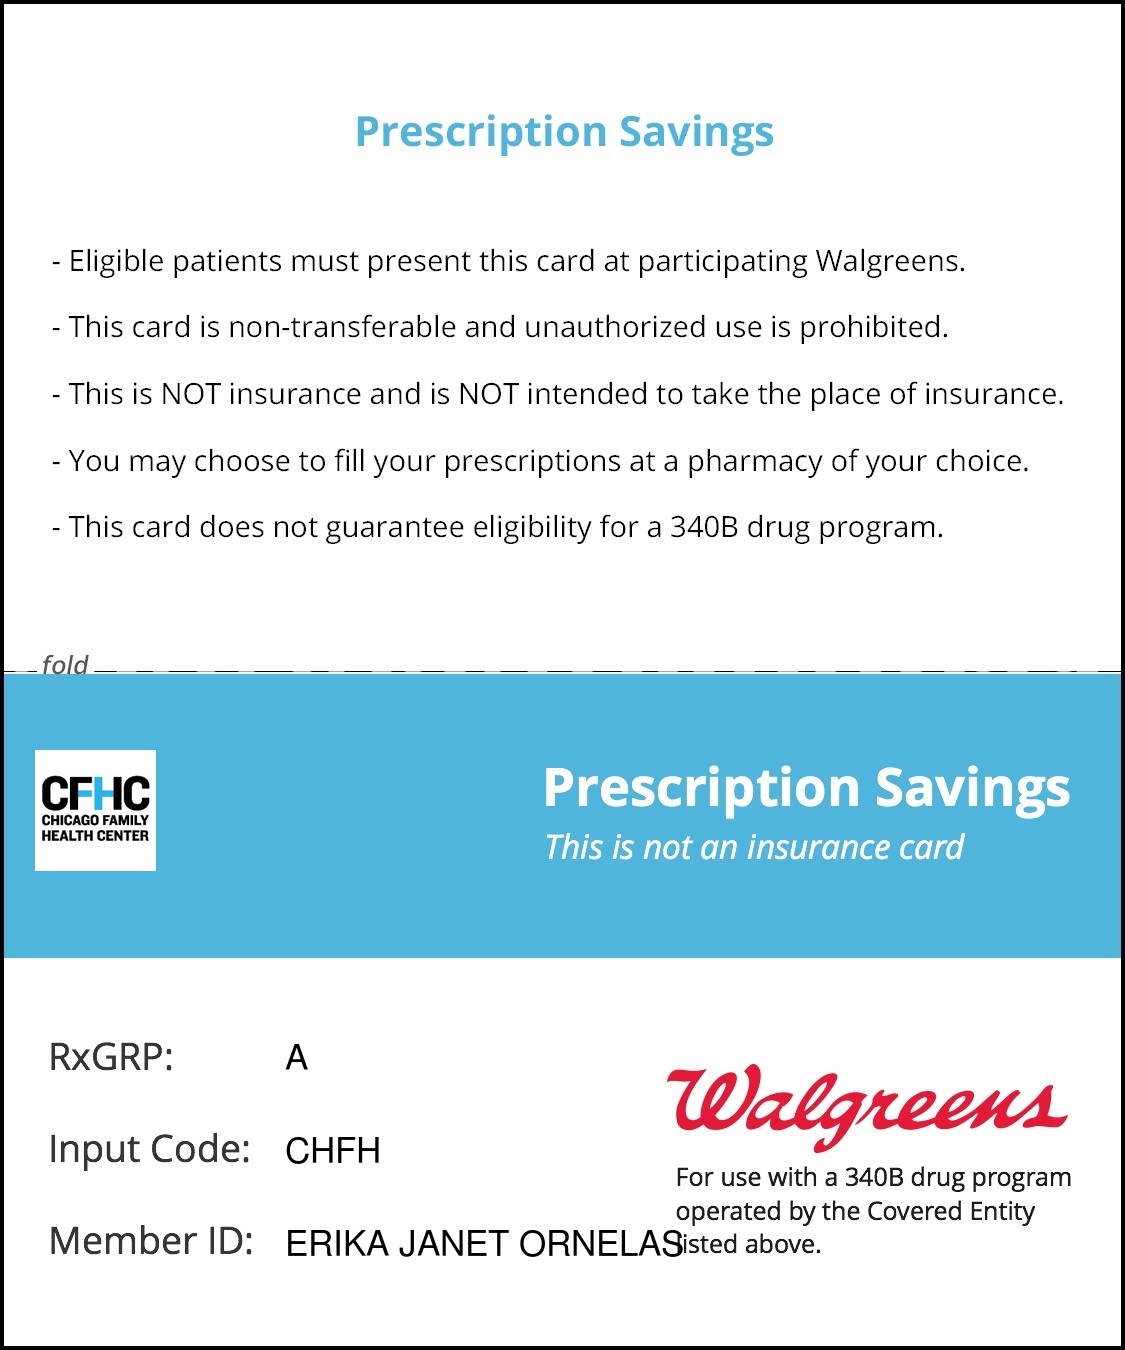 Prescription Savings
- Eligible patients must present this card at participating Walgreens.
- This card is non-transferable and unauthorized use is prohibited.
- This is NOT insurance and is NOT intended to take the place of insurance.
- You may choose to fill your prescriptions at a pharmacy of your choice.
- This card does not guarantee eligibility for a 340B drug program.
fold
CFHC
CHICAGO FAMILY
HEALTH CENTER
Prescription Savings
This is not an insurance card
RxGRP: A
Input Code: CHFH
Member ID: ERIKA JANET ORNELAS
Walgreens
For use with a 340B drug program
operated by the Covered Entity
listed above.